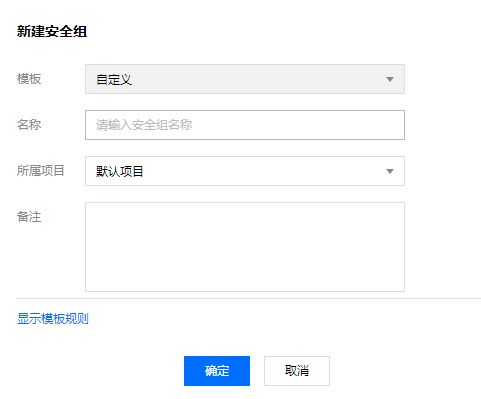 新建安全组
模板 自定义
名称 请输入安全组名称
所属项目 默认项目
备注
显示模板规则
确定 取消